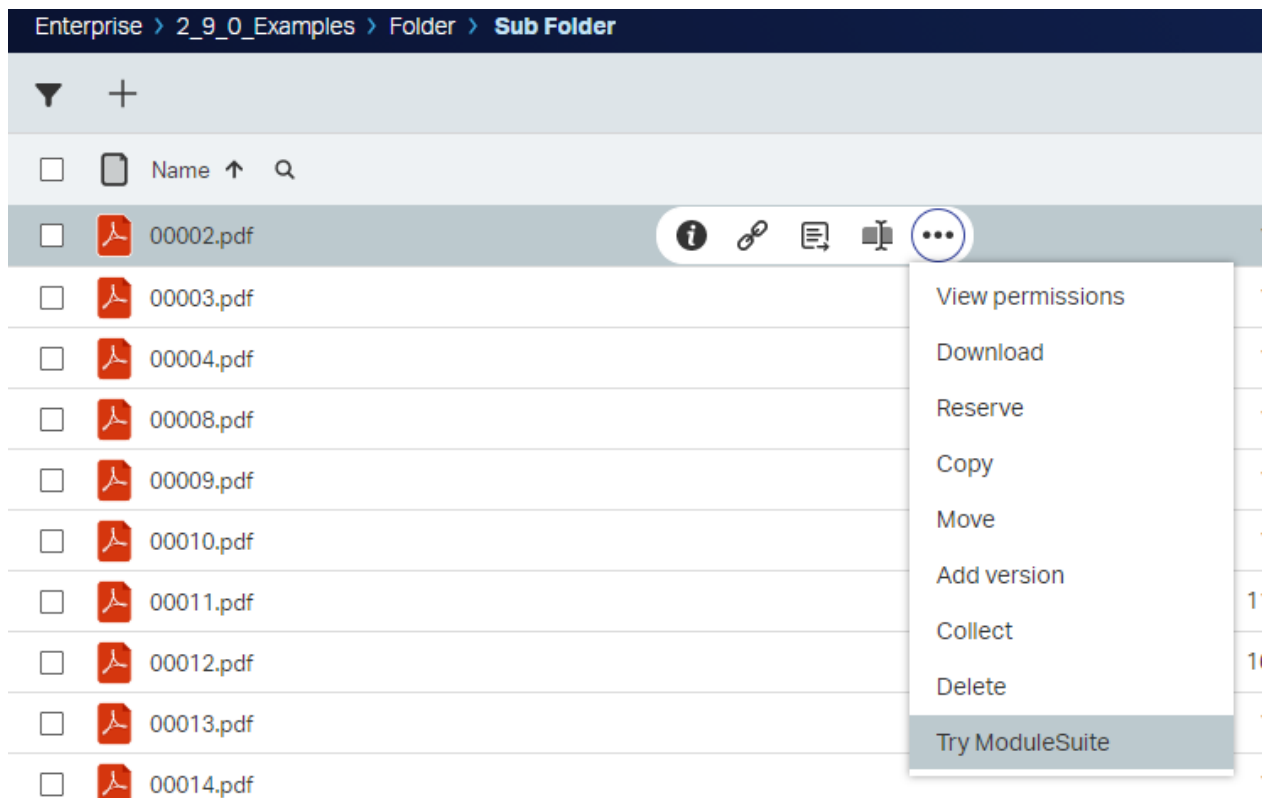 Enterprise > 2_9_0_Examples > Folder > Sub Folder
Name
00002.pdf
View permissions
00003.pdf
Download
00004.pdf
Reserve
00008.pdf
Copy
00009.pdf
Move
00010.pdf
Add version
00011.pdf
Collect
00012.pdf
Delete
00013.pdf
Try ModuleSuite
00014.pdf